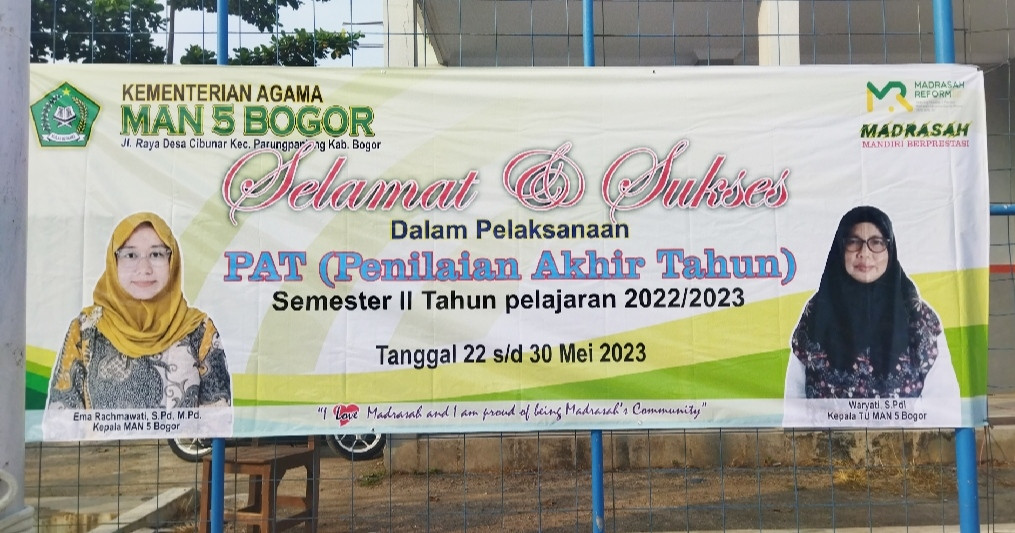 KEMENTERIAN AGAMA
MAN 5 BOGOR
Jl. Raya Desa Cibunar Kec. Parungpanjang Kab. Bogor
MADRASAH
REFORM
MADRASAH
MANDIRI BERPRESTASI
Selamat & Sukses
Dalam Pelaksanaan
PAT (Penilaian Akhir Tahun)
Semester II Tahun pelajaran 2022/2023
Tanggal 22 s/d 30 Mei 2023
Ema Rachmawati, S.Pd, M.Pd.
Kepala MAN 5 Bogor
"I Love Madrasah and I am proud of being Madrasah's Community"
Waryati, S.PdI
Kepala TU MAN 5 Bogor